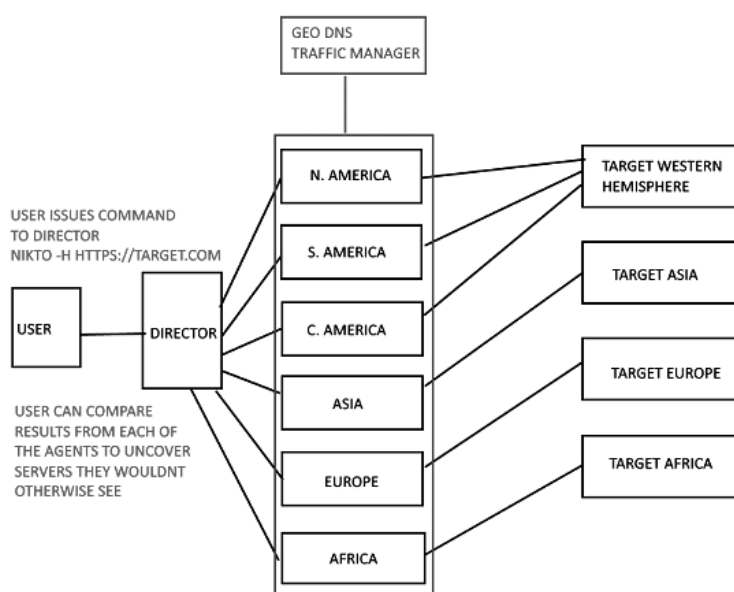 GEO DNS
TRAFFIC MANAGER
N. AMERICA
TARGET WESTERN
HEMISPHERE
USER ISSUES COMMAND
TO DIRECTOR
NIKTO -H HTTPS://TARGET.COM
S. AMERICA
TARGET ASIA
USER
DIRECTOR
C. AMERICA
TARGET EUROPE
ASIA
USER CAN COMPARE
RESULTS FROM EACH OF
THE AGENTS TO UNCOVER
SERVERS THEY WOULDNT
OTHERWISE SEE
EUROPE
TARGET AFRICA
AFRICA